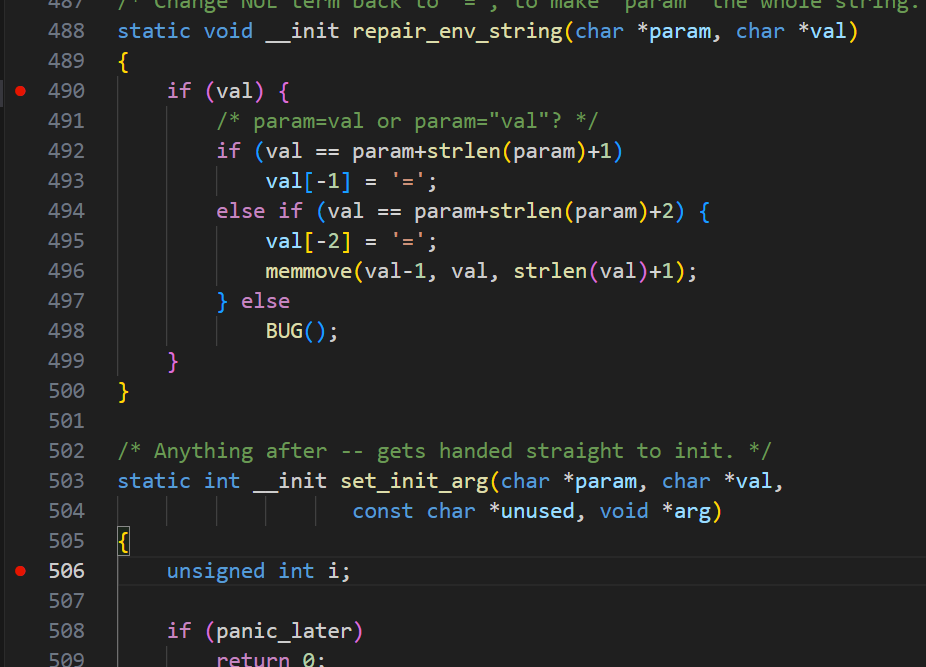 487 /* Change NUL term back to "=", to make "param" the whole string.
488 static void __init repair_env_string(char *param, char *val)
489 {
490     if (val) {
491         /* param=val or param="val"? */
492         if (val == param+strlen(param)+1)
493             val[-1] = '=';
494         else if (val == param+strlen(param)+2) {
495             val[-2] = '=';
496             memmove(val-1, val, strlen(val)+1);
497         } else
498             BUG();
499     }
500 }
501
502 /* Anything after -- gets handed straight to init. */
503 static int __init set_init_arg(char *param, char *val,
504                    const char *unused, void *arg)
505 {
506     unsigned int i;
507
508     if (panic_later)
509         return 0;